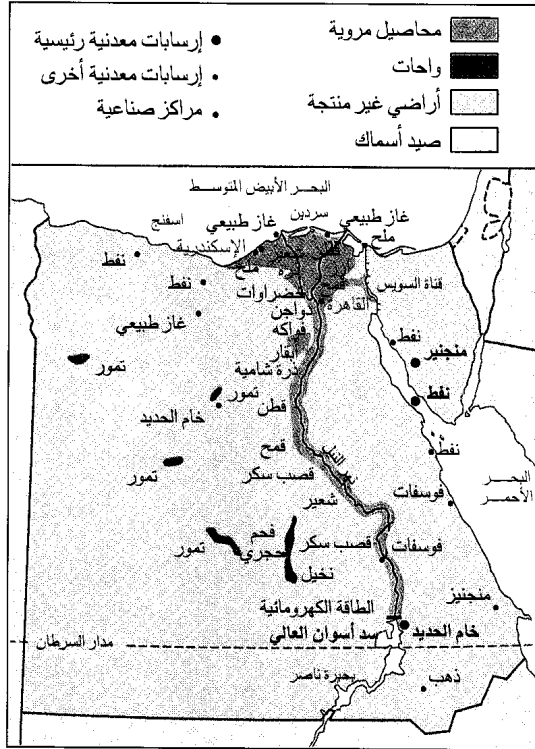 محاصيل مروية
واحات
أراضي غير منتجة
صيد أسماك
إرسابات معدنية رئيسية
إرسابات معدنية أخرى
مراكز صناعية
البحر الأبيض المتوسط
سردين
اسفنج
غاز طبيعي
غاز طبيعي
الإسكندرية
ملح
نفط
شعير
ملح
قناة السويس
نفط
قمح
خضراوات
القاهرة
دواجن
غاز طبيعي
فواكه
نفط
منجنيز
أبقار
تمور
ذرة شامية
نفط
تمور
قطن
خام الحديد
نفط
قمح
نهر النيل
البحر
الأحمر
تمور
قصب سكر
شعير
فوسفات
فحم
حجري
قصب سكر
فوسفات
تمور
نخيل
منجنيز
الطاقة الكهرومائية
سد أسوان العالي
خام الحديد
مدار السرطان
بحيرة ناصر
ذهب